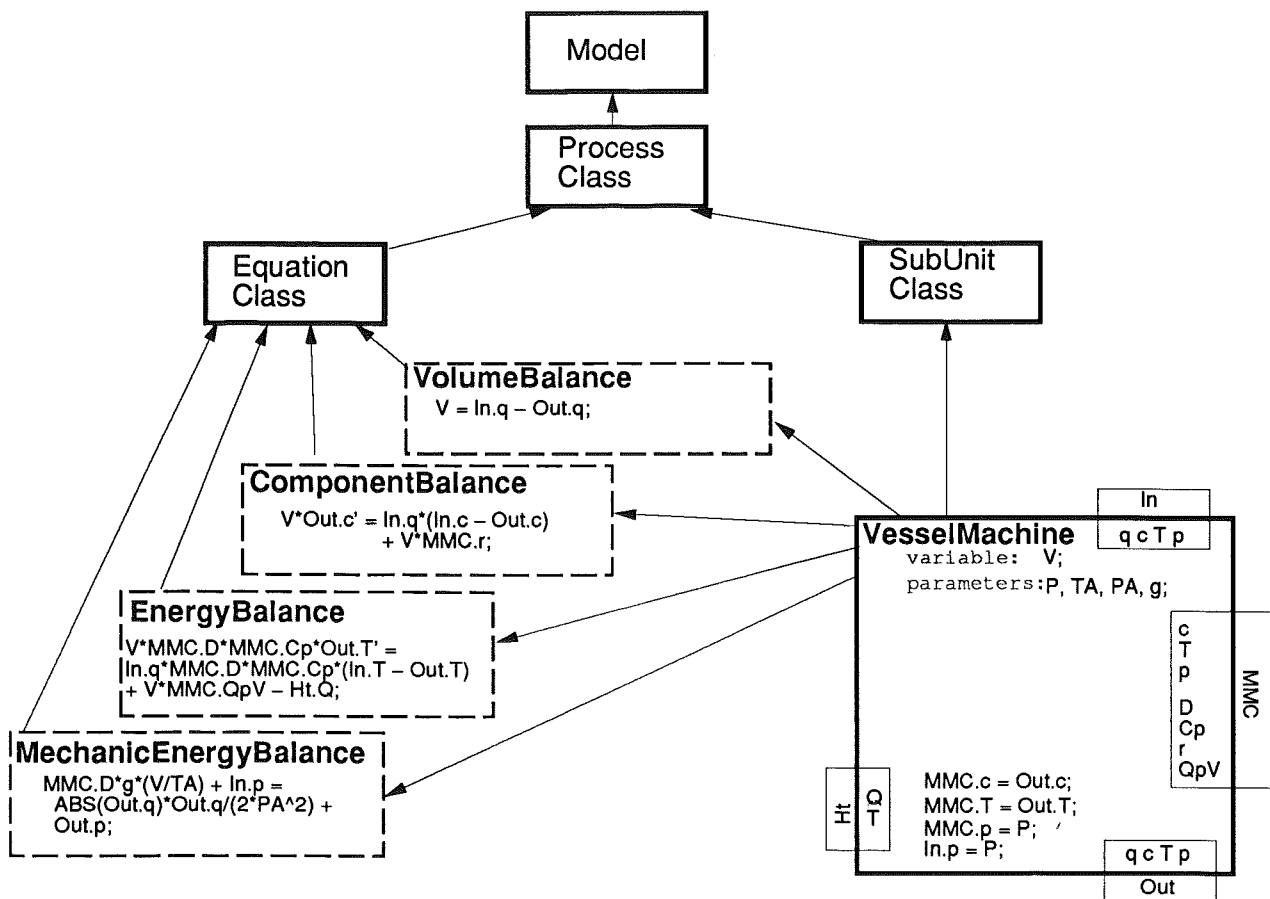 Model
Process
Class
Equation
Class
SubUnit
Class
VolumeBalance
V = In.q – Out.q;
ComponentBalance
V*Out.c' = In.q*(In.c – Out.c)
+ V*MMC.r;
EnergyBalance
V*MMC.D*MMC.Cp*Out.T' =
In.q*MMC.D*MMC.Cp*(In.T – Out.T)
+ V*MMC.QpV – Ht.Q;
MechanicEnergyBalance
MMC.D*g*(V/TA) + In.p =
ABS(Out.q)*Out.q/(2*PA^2) +
Out.p;
In
q c T p
VesselMachine
variable: V;
parameters: P, TA, PA, g;
c
T
p
D
Cp
r
QpV
MMC
Ht
Q
T
MMC.c = Out.c;
MMC.T = Out.T;
MMC.p = P;
In.p = P;
q c T p
Out